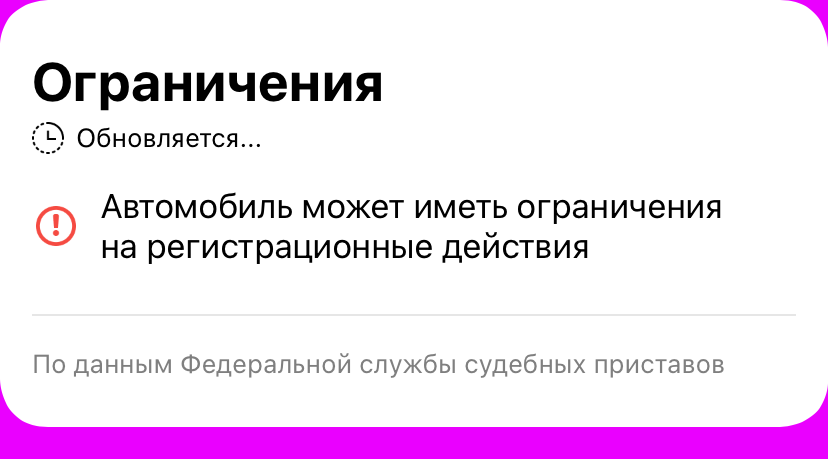 Ограничения
Обновляется...
Автомобиль может иметь ограничения
на регистрационные действия
По данным Федеральной службы судебных приставов